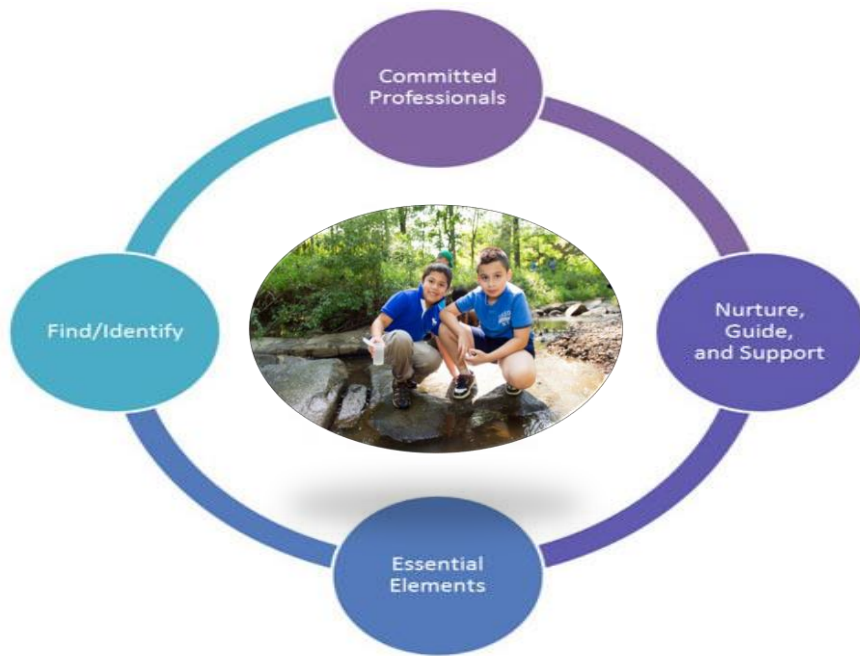 Committed
Professionals
Find/Identify
Nurture,
Guide,
and Support
Essential
Elements